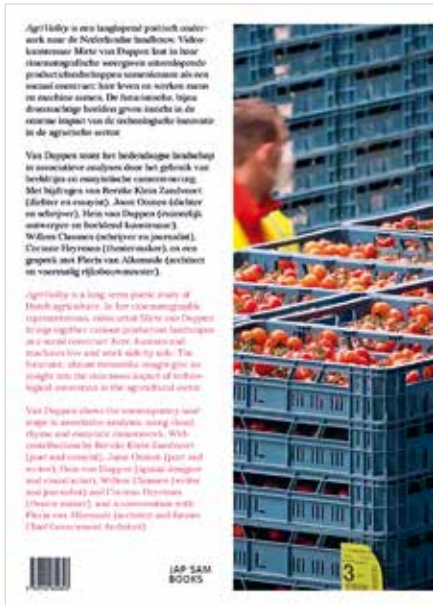 AgriValley is een langlopend poëtisch onder-
zoek naar de Nederlandse landbouw. Video-
kunstenaar Mirte van Duppen laat in haar
cinematografische weergaven uiteenlopende
productielandschappen samenkomen als een
sociaal construct: hier leven en werken mens
en machine samen. De futuristische, bijna
droomachtige beelden geven inzicht in de
enorme impact van de technologische innovatie
in de agrarische sector
Van Duppen toont het hedendaagse landschap
in associatieve analyses door het gebruik van
beeldrijm en essayistische
Met bijdragen van Klein Zandvoort
(dichter en essayist), Joost Oomen (dichter
en schrijver), Hein van Duppen (ruimtelijk
ontwerper en beeldend kunstenaar),
Willem Claassen (schrijver en journalist),
Corinne Heyrman (theatermaker), en een
gesprek met Floris van Alkemade (architect
en voormalig rijksbouwmeester).
AgriValley is a long-term poetic study of
Dutch agriculture. In her cinematographic
representations, video artist Mirte van Duppen
brings together various production landscapes
as a social construct: here, humans and
machines live and work side by side. The
futuristic, almost dreamlike images give an
insight into the enormous impact of techno-
logical innovation in the agricultural sector
Van Duppen shows the contemporary land-
scape in associative analyses, using visual
rhyme and essayistic camerawork. With
contributions by Klein Zandvoort
(poet and essayist), Joost Oomen (poet and
writer), Hein van Duppen (spatial designer
and visual artist), Willem Claassen (writer
and journalist) and Corinne Heyrman
(theatre maker), and a conversation with
Floris van Alkemade (architect and former
Chief Government Architect).
JAP SAM
BOOKS
3